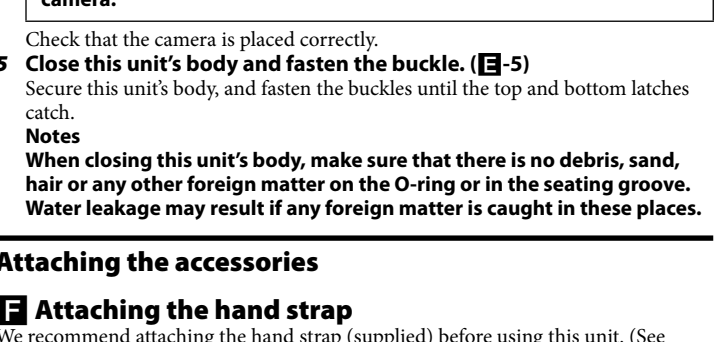 camera.
Check that the camera is placed correctly.
5 Close this unit's body and fasten the buckle. (E-5)
Secure this unit's body, and fasten the buckles until the top and bottom latches
catch.
Notes
When closing this unit's body, make sure that there is no debris, sand,
hair or any other foreign matter on the O-ring or in the seating groove.
Water leakage may result if any foreign matter is caught in these places.
Attaching the accessories
F Attaching the hand strap
We recommend attaching the hand strap (supplied) before using this unit. (See